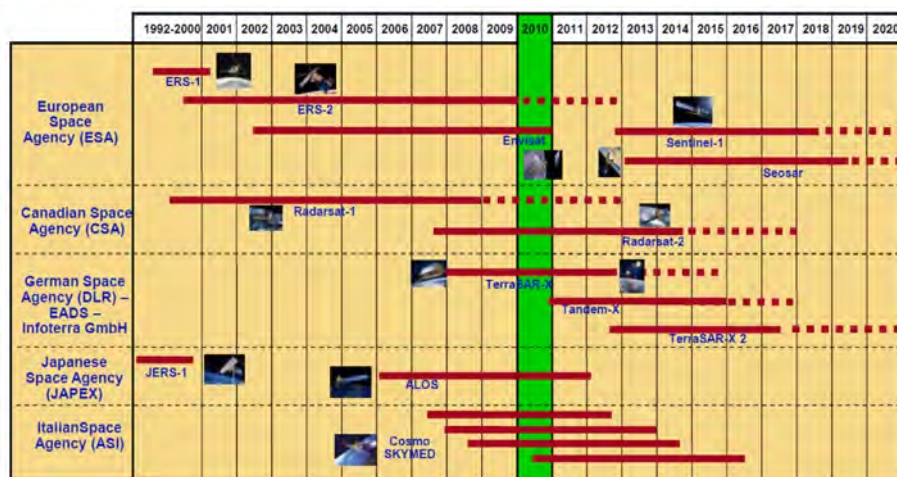 1992-2000 2001 2002 2003 2004 2005 2006 2007 2008 2009 2010 2011 2012 2013 2014 2015 2016 2017 2018 2019 2020
European
Space
Agency (ESA)
ERS-1
ERS-2
Envisat
Sentinel-1
Seosar
Canadian Space
Agency (CSA)
Radarsat-1
Radarsat-2
German Space
Agency (DLR) –
EADS –
Infoterra GmbH
TerraSAR-X
Tandem-X
TerraSAR-X 2
Japanese
Space Agency
(JAPEX)
JERS-1
ALOS
ItalianSpace
Agency (ASI)
Cosmo
SKYMED